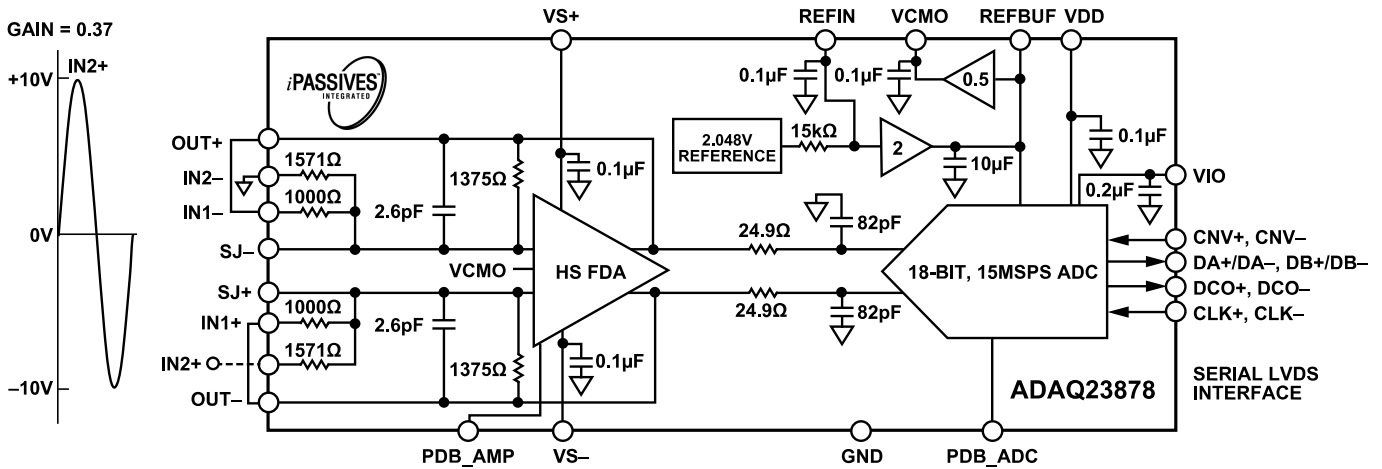 GAIN = 0.37
IN2+
+10V
0V
–10V
VS+
REFIN
VCMO
REFBUF
VDD
iPASSIVES™
INTEGRATED
0.1µF
0.1µF
0.5
2.048V
REFERENCE
15kΩ
2
10µF
0.1µF
OUT+
IN2–
IN1–
SJ–
SJ+
IN1+
IN2+
OUT–
1571Ω
1000Ω
2.6pF
1375Ω
0.1µF
VCMO
HS FDA
1000Ω
1571Ω
2.6pF
1375Ω
0.1µF
24.9Ω
82pF
24.9Ω
82pF
18-BIT, 15MSPS ADC
0.2µF
VIO
CNV+, CNV–
DA+/DA–, DB+/DB–
DCO+, DCO–
CLK+, CLK–
SERIAL LVDS
INTERFACE
ADAQ23878
PDB_AMP
VS–
GND
PDB_ADC